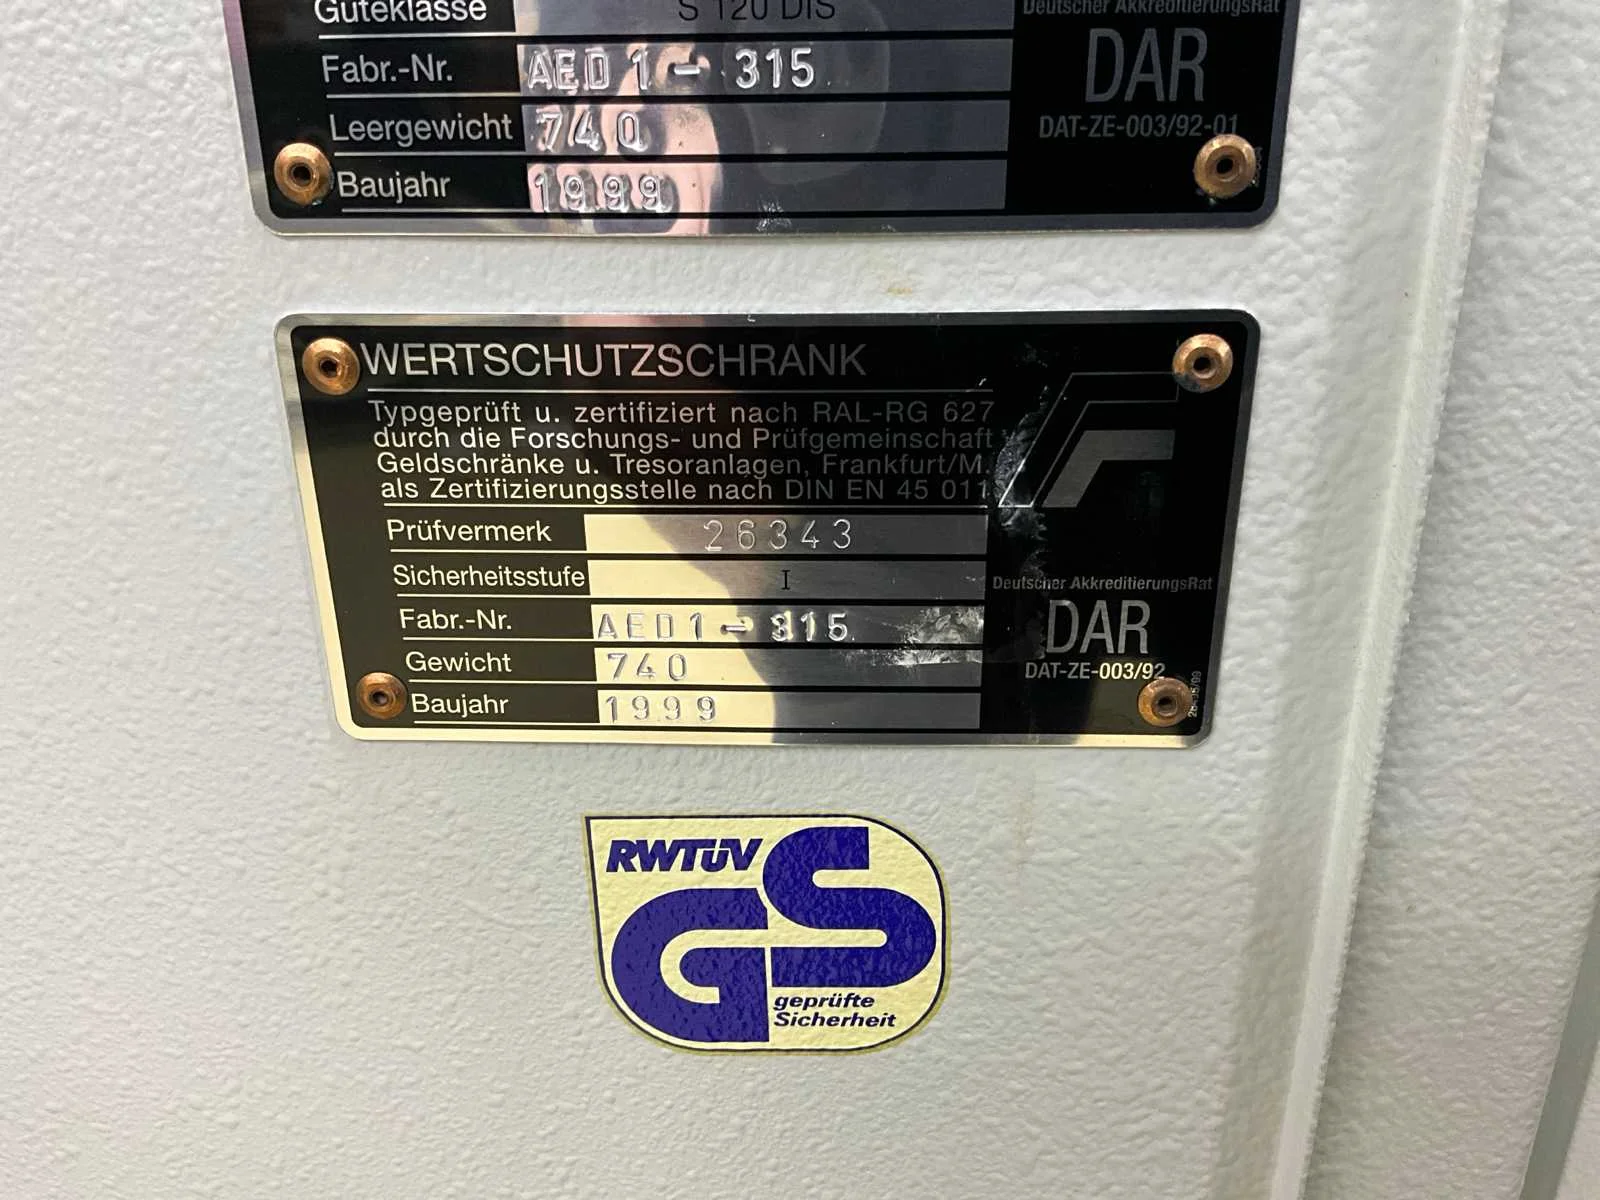 Güteklasse S 120 DIS
Deutscher AkkreditierungsRat
Fabr.-Nr. AED1-315
DAR
Leergewicht 740
DAT-ZE-003/92-01
Baujahr 1999
WERTSCHUTZSCHRANK
Typgeprüft u. zertifiziert nach RAL-RG 627
durch die Forschungs- und Prüfgemeinschaft
Geldschränke u. Tresoranlagen, Frankfurt/M.
als Zertifizierungsstelle nach DIN EN 45 011
Prüfvermerk 26343
Sicherheitsstufe I
Deutscher AkkreditierungsRat
Fabr.-Nr. AED1-315
DAR
Gewicht 740
DAT-ZE-003/92
Baujahr 1999
RWTÜV
GS
geprüfte
Sicherheit